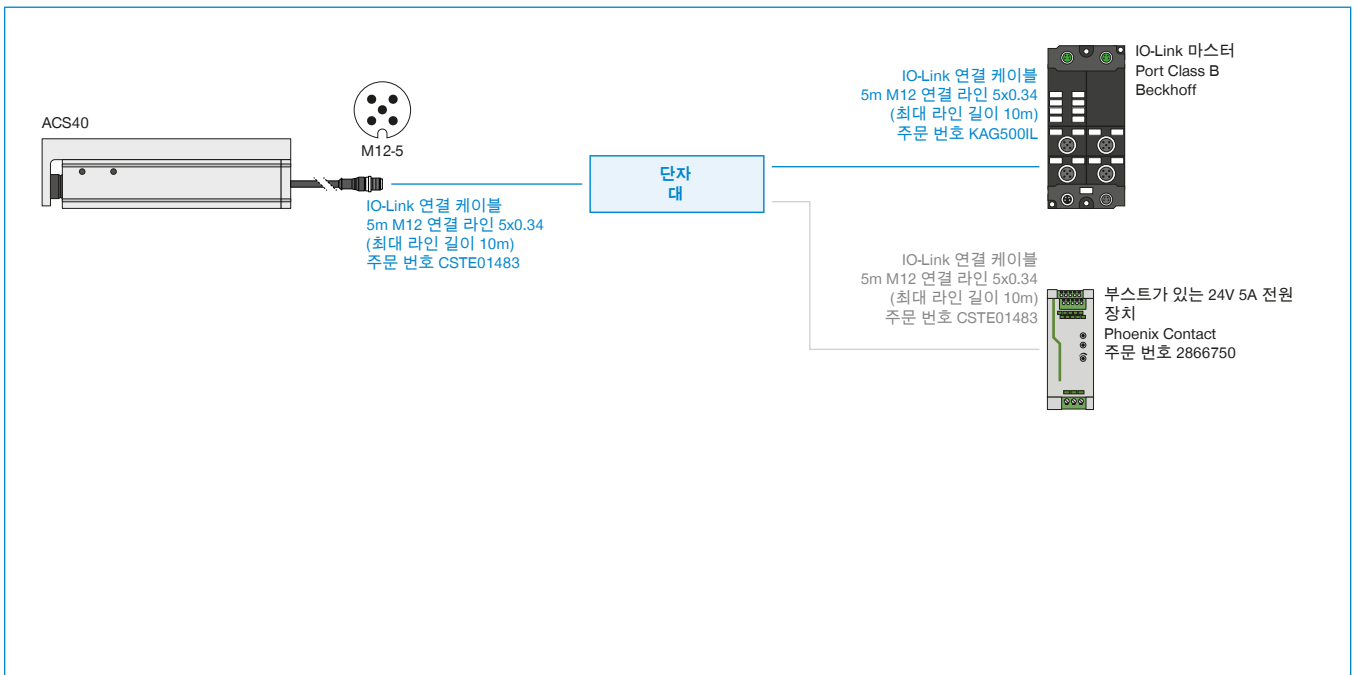 ACS40
M12-5
IO-Link 연결 케이블
5m M12 연결 라인 5x0.34
(최대 라인 길이 10m)
주문 번호 CSTE01483
단자
대
IO-Link 연결 케이블
5m M12 연결 라인 5x0.34
(최대 라인 길이 10m)
주문 번호 KAG500IL
IO-Link 마스터
Port Class B
Beckhoff
IO-Link 연결 케이블
5m M12 연결 라인 5x0.34
(최대 라인 길이 10m)
주문 번호 CSTE01483
부스트가 있는 24V 5A 전원
장치
Phoenix Contact
주문 번호 2866750